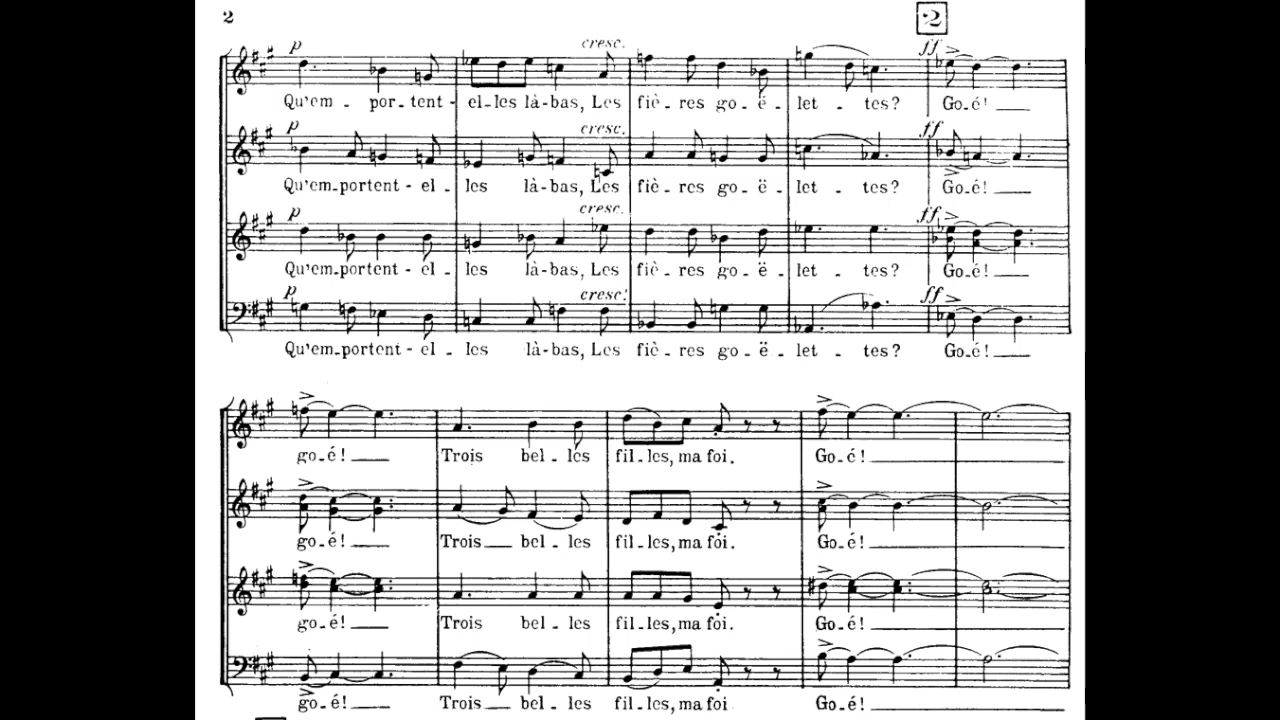 2
2
p cresc. ff
Qu'em - por - tent - el - les là-bas, Les fiè - res go - ë - let - tes? Go-é!
p cresc. ff
Qu'em-portent - el - les là-bas, Les fiè - res go - ë - let - tes? Go-é!
p cresc. ff
Qu'em-portent - el - les là-bas, Les fiè - res go - ë - let - tes? Go-é!
p cresc. ff
Qu'em-portent - el - les là-bas, Les fiè - res go - ë - let - tes? Go-é!
go-é! Trois bel - les fil-les, ma foi. Go-é!
go-é! Trois bel - les fil-les, ma foi. Go-é!
go-é! Trois bel - les fil-les, ma foi. Go-é!
go-é! Trois bel - les fil-les, ma foi Go-é!